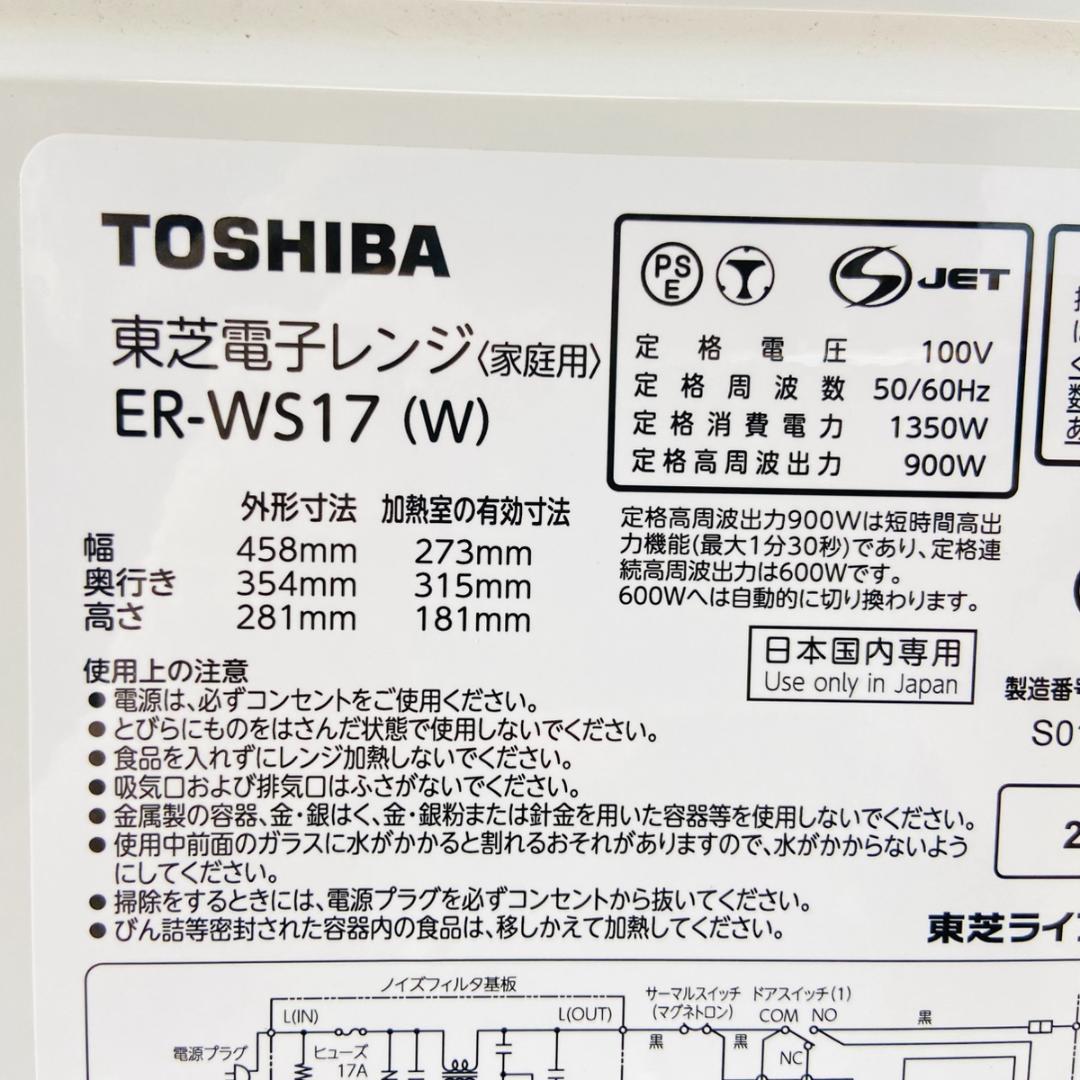 TOSHIBA
東芝電子レンジ〈家庭用〉
ER-WS17 (W)
外形寸法 加熱室の有効寸法
幅 458mm 273mm
奥行き 354mm 315mm
高さ 281mm 181mm
PS
E
JET
定格電圧 100V
定格周波数 50/60Hz
定格消費電力 1350W
定格高周波出力 900W
定格高周波出力900Wは短時間高出
力機能(最大1分30秒)であり、定格連
続高周波出力は600Wです。
600Wへは自動的に切り換わります。
日本国内専用
Use only in Japan
製造番号
S01
2
東芝ライフ
使用上の注意
● 電源は、必ずコンセントをご使用ください。
● とびらにものをはさんだ状態で使用しないでください。
● 食品を入れずにレンジ加熱しないでください。
● 吸気口および排気口はふさがないでください。
● 金属製の容器、金・銀はく、金・銀粉または針金を用いた容器等を使用しないでください。
● 使用中前面のガラスに水がかかると割れるおそれがありますので、水がかからないよう
にしてください。
● 掃除をするときには、電源プラグを必ずコンセントから抜いてください。
● びん詰等密封された容器内の食品は、移しかえて加熱してください。
ノイズフィルタ基板
L(IN) L(OUT)
電源プラグ
ヒューズ
17A
サーマルスイッチ
(マグネトロン)
ドアスイッチ(1)
COM NO
NC
黒 黒 黒